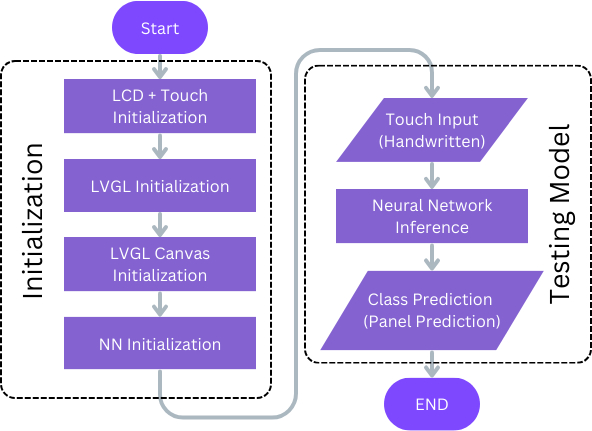 Start
Initialization
LCD + Touch
Initialization
LVGL Initialization
LVGL Canvas
Initialization
NN Initialization
Testing Model
Touch Input
(Handwritten)
Neural Network
Inference
Class Prediction
(Panel Prediction)
END